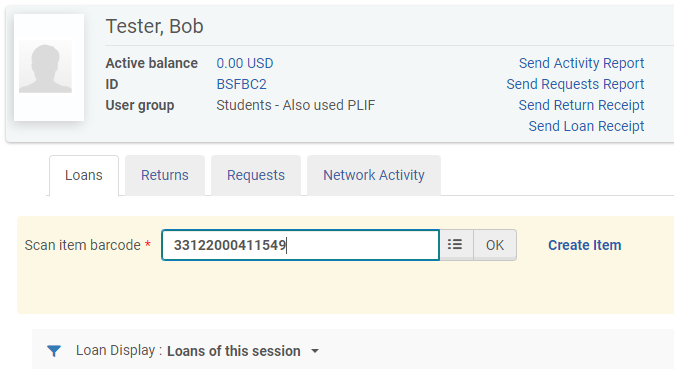 Tester, Bob
Active balance 0.00 USD Send Activity Report
ID BSFBC2 Send Requests Report
User group Students - Also used PLIF Send Return Receipt
Send Loan Receipt
Loans Returns Requests Network Activity
Scan item barcode * 33122000411549 OK Create Item
Loan Display : Loans of this session